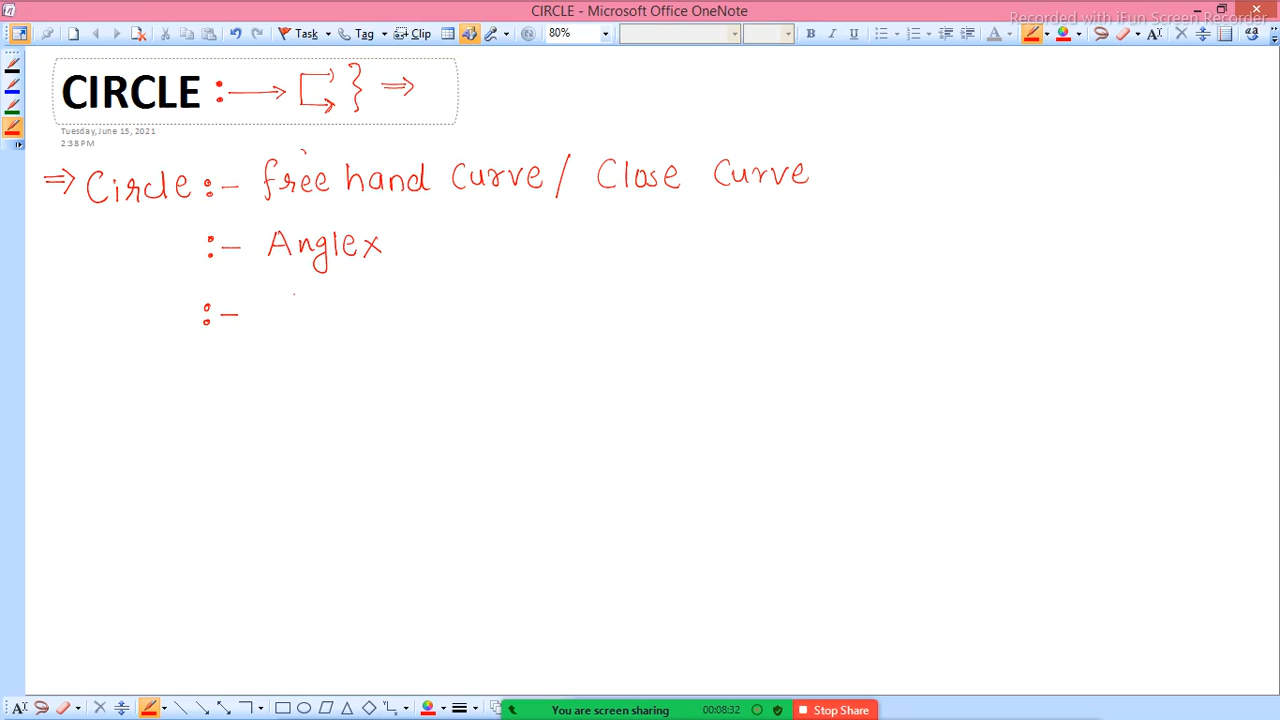 CIRCLE - Microsoft Office OneNote
Recorded with iFun Screen Recorder
Task Tag Clip 80% B I U
CIRCLE :→ } ⇒
Tuesday, June 15, 2021
2:38 PM
⇒ Circle :- free hand Curve / Close Curve
:- Anglex
:-
You are screen sharing 00:08:32 Stop Share